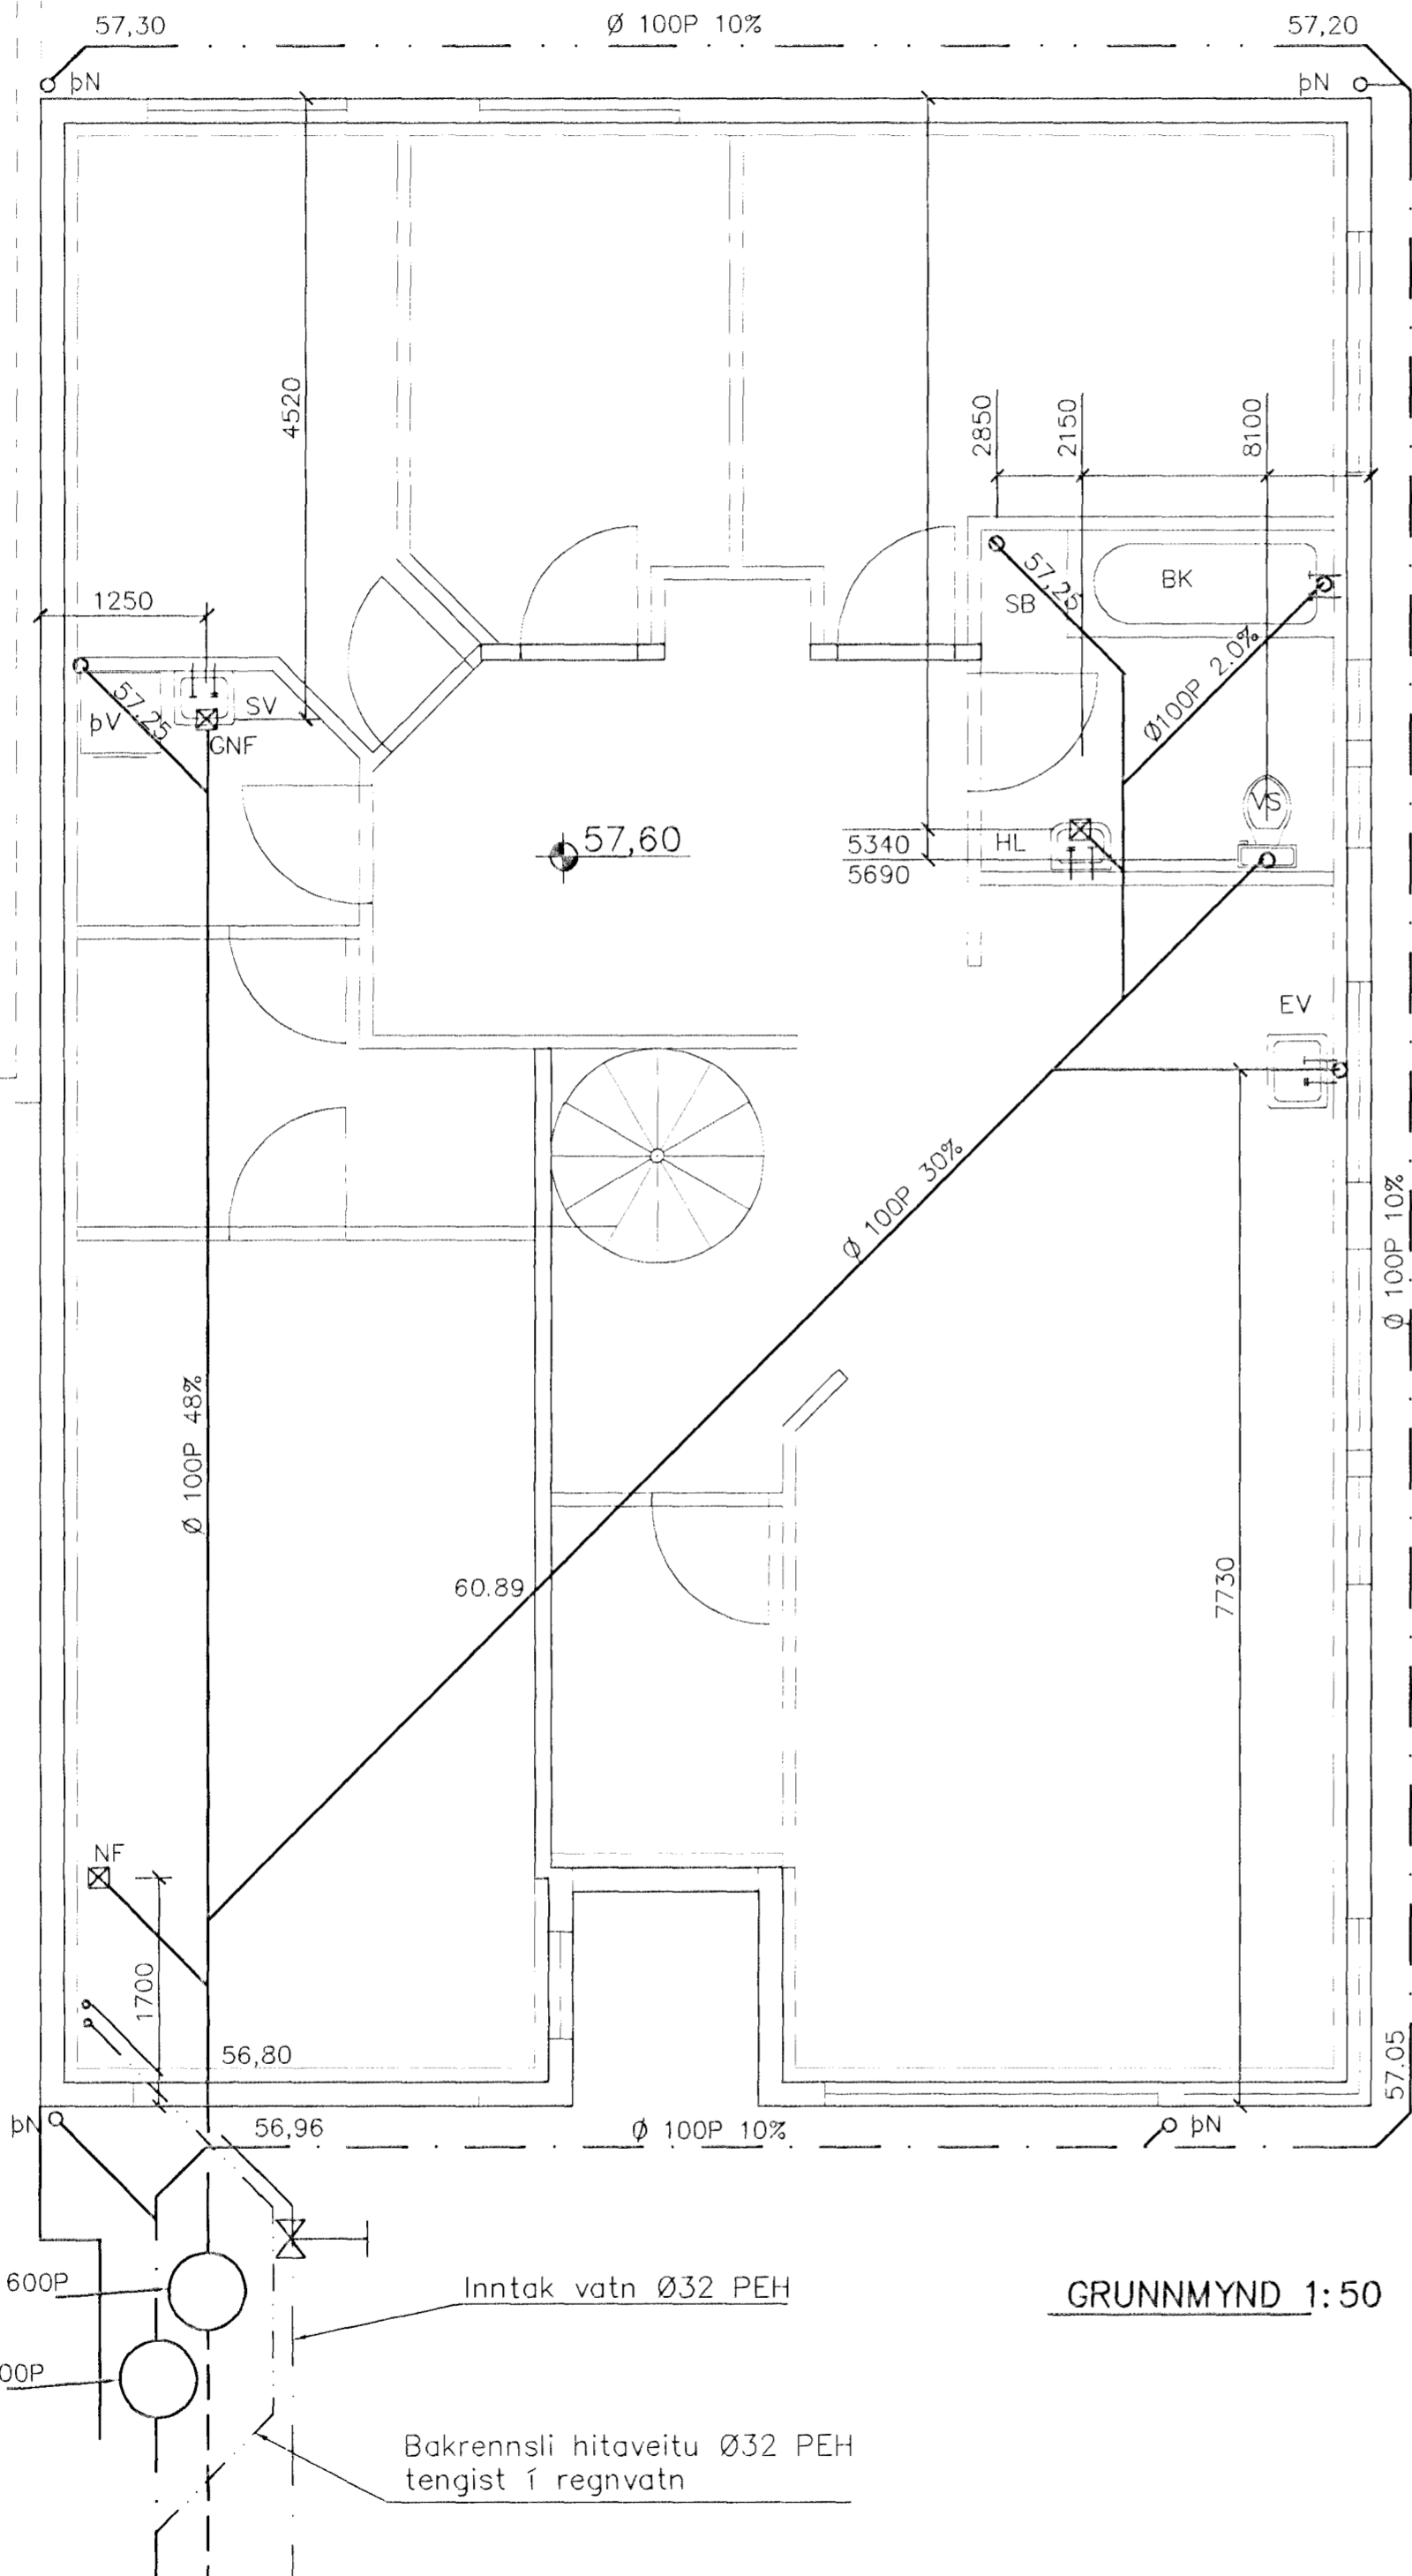 57,30
Ø 100P 10%
57,20
þN
þN
4520
2850
2150
8100
1250
57,25
SB
BK
þV
57.25
SV
GNF
Ø100P 2.0%
VS
57,60
5340
5690
HL
EV
Ø 100P 30%
Ø 100P 10%
Ø 100P 48%
60.89
7730
NF
1700
56,80
57.05
þN
56,96
Ø 100P 10%
þN
600P
Inntak vatn Ø32 PEH
GRUNNMYND 1:50
00P
Bakrennsli hitaveitu Ø32 PEH
tengist í regnvatn